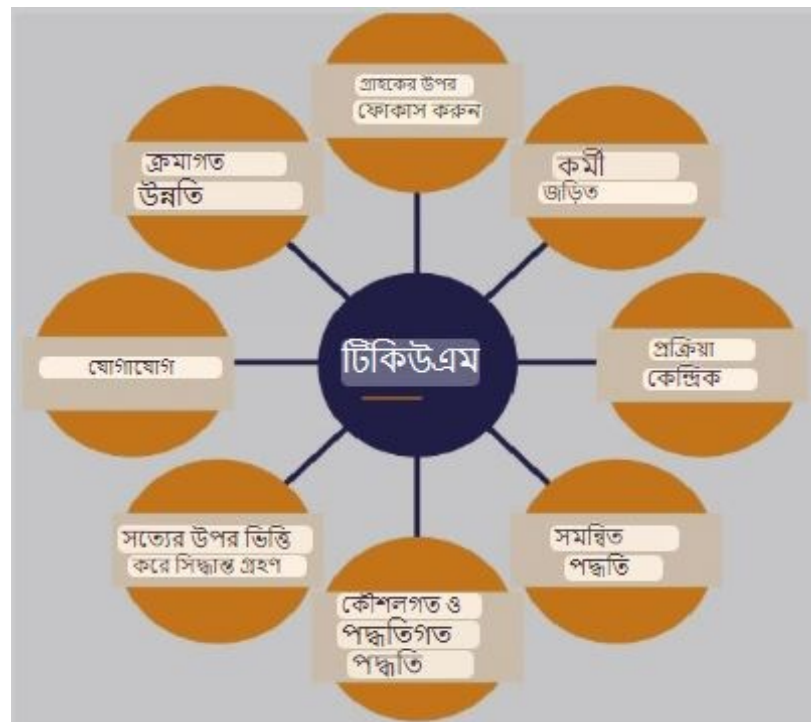 গ্রাহকের উপর
ফোকাস করুন
ক্রমাগত
উন্নতি
কর্মী
জড়িত
যোগাযোগ
টিকিউএম
প্রক্রিয়া
কেন্দ্রিক
সত্যের উপর ভিত্তি
করে সিদ্ধান্ত গ্রহণ
সমন্বিত
পদ্ধতি
কৌশলগত ও
পদ্ধতিগত
পদ্ধতি